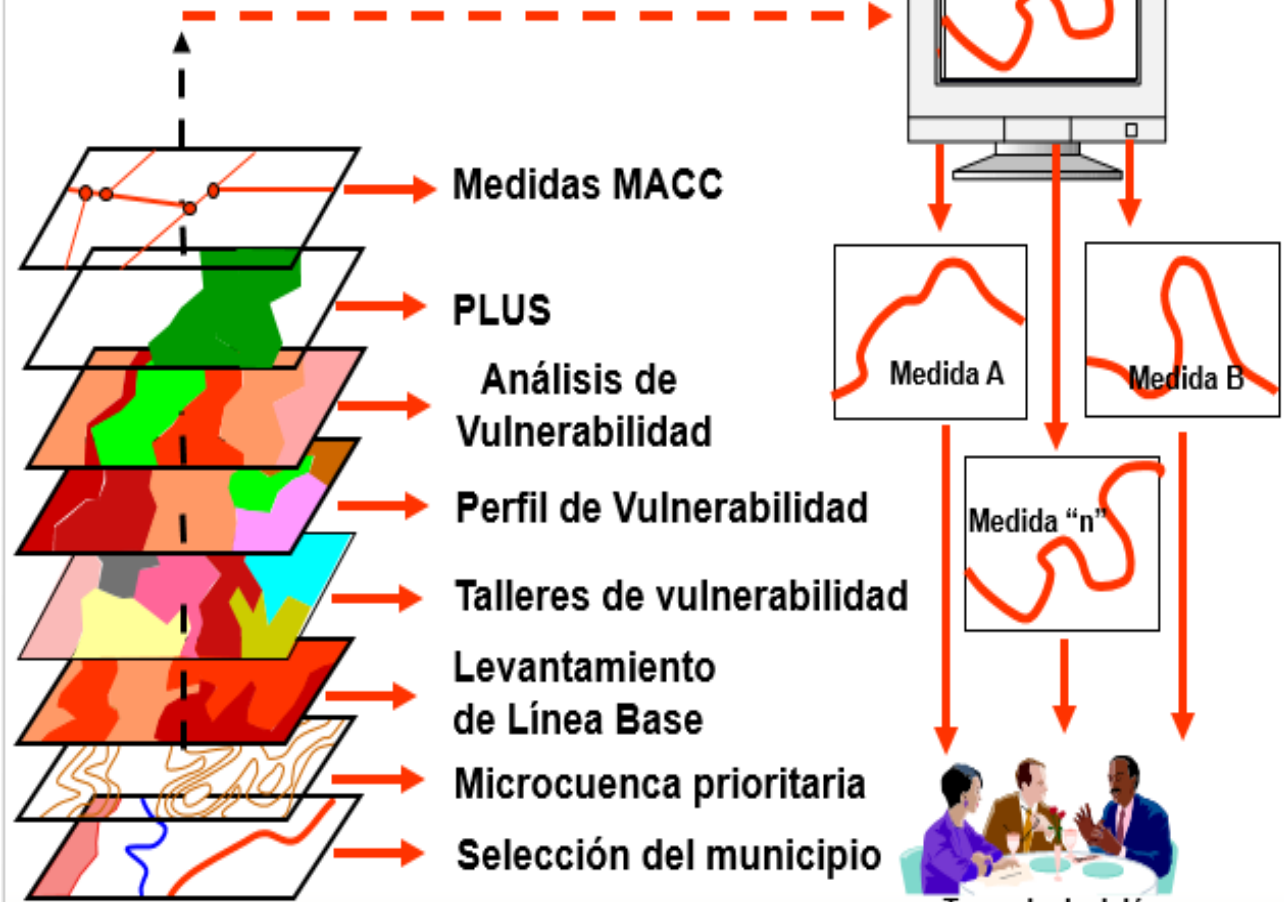 Medidas MACC
PLUS
Análisis de
Vulnerabilidad
Perfil de Vulnerabilidad
Talleres de vulnerabilidad
Levantamiento
de Línea Base
Microcuenca prioritaria
Selección del municipio
Medida A
Medida B
Medida “n”